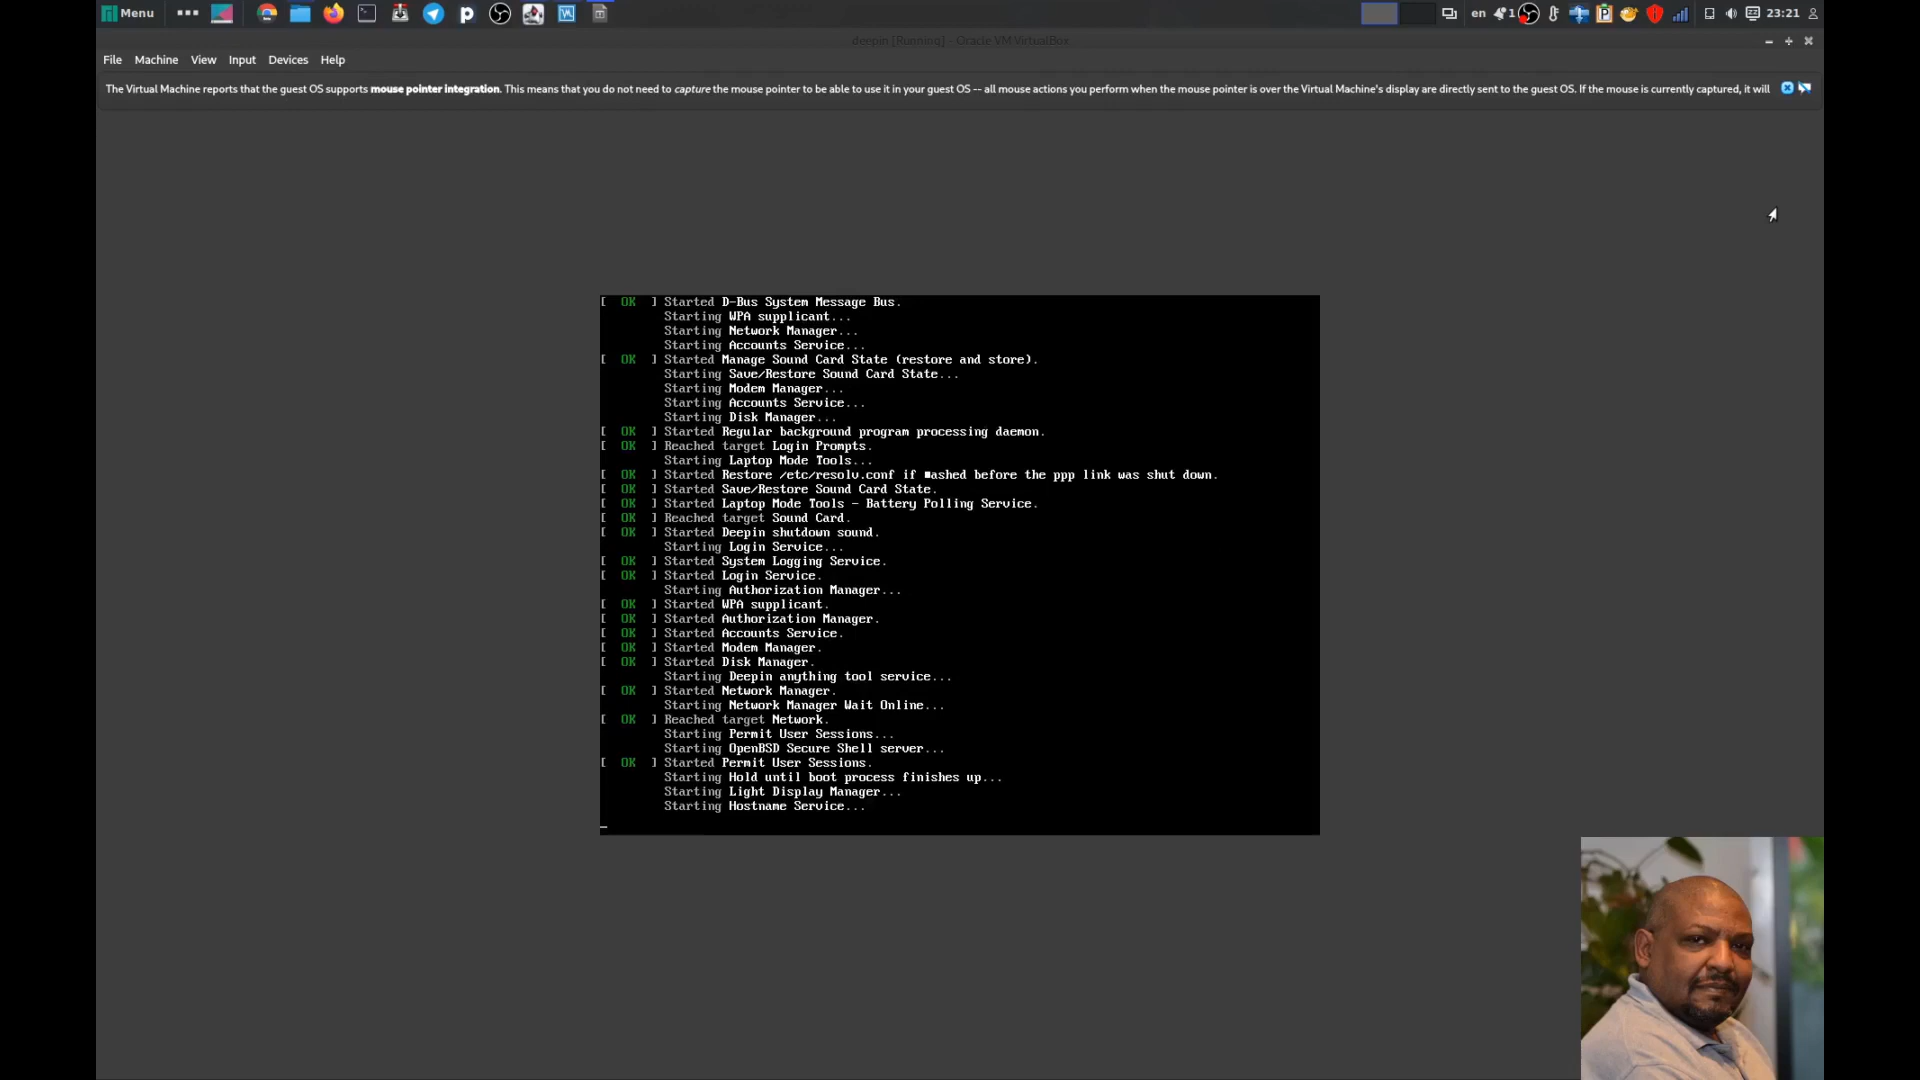 Menu
en
1
23:21
deepin [Running] - Oracle VM VirtualBox
File Machine View Input Devices Help
The Virtual Machine reports that the guest OS supports mouse pointer integration. This means that you do not need to capture the mouse pointer to be able to use it in your guest OS -- all mouse actions you perform when the mouse pointer is over the Virtual Machine's display are directly sent to the guest OS. If the mouse is currently captured, it will
[ OK ] Started D-Bus System Message Bus.
Starting WPA supplicant...
Starting Network Manager...
Starting Accounts Service...
[ OK ] Started Manage Sound Card State (restore and store).
Starting Save/Restore Sound Card State...
Starting Modem Manager...
Starting Accounts Service...
Starting Disk Manager...
[ OK ] Started Regular background program processing daemon.
[ OK ] Reached target Login Prompts.
Starting Laptop Mode Tools...
[ OK ] Started Restore /etc/resolv.conf if ■ashed before the ppp link was shut down.
[ OK ] Started Save/Restore Sound Card State.
[ OK ] Started Laptop Mode Tools - Battery Polling Service.
[ OK ] Reached target Sound Card.
[ OK ] Started Deepin shutdown sound.
Starting Login Service...
[ OK ] Started System Logging Service.
[ OK ] Started Login Service.
Starting Authorization Manager...
[ OK ] Started WPA supplicant.
[ OK ] Started Authorization Manager.
[ OK ] Started Accounts Service.
[ OK ] Started Modem Manager.
[ OK ] Started Disk Manager.
Starting Deepin anything tool service...
[ OK ] Started Network Manager.
Starting Network Manager Wait Online...
[ OK ] Reached target Network.
Starting Permit User Sessions...
Starting OpenBSD Secure Shell server...
[ OK ] Started Permit User Sessions.
Starting Hold until boot process finishes up...
Starting Light Display Manager...
Starting Hostname Service...